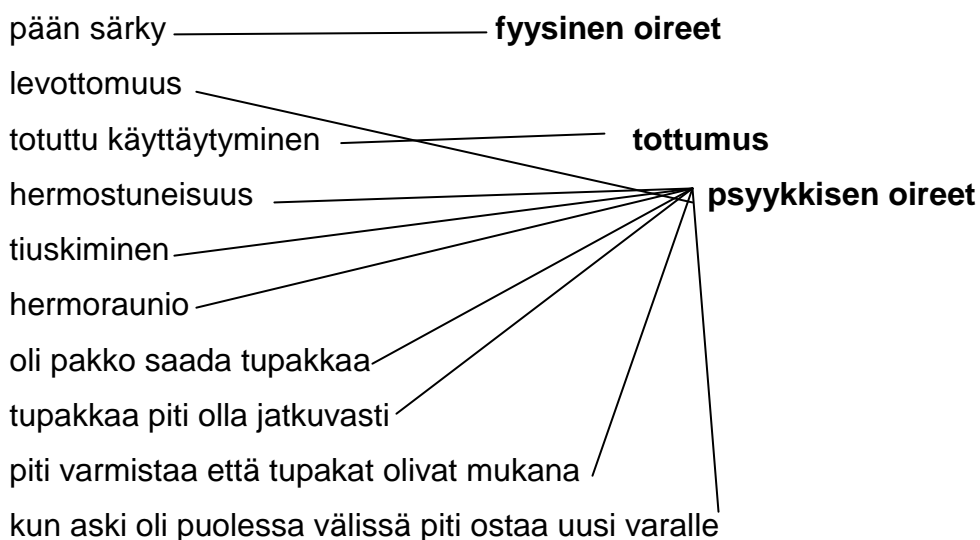 pään särky fyysinen oireet
levottomuus
totuttu käyttäytyminen tottumus
hermostuneisuus psyykkisen oireet
tiuskiminen
hermoraunio
oli pakko saada tupakkaa
tupakkaa piti olla jatkuvasti
piti varmistaa että tupakat olivat mukana
kun aski oli puolessa välissä piti ostaa uusi varalle